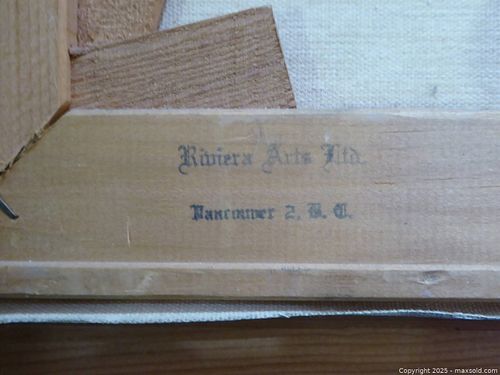 Riviera Arts Ltd.
Vancouver 2, B. C.
Copyright 2025 - maxsold.com